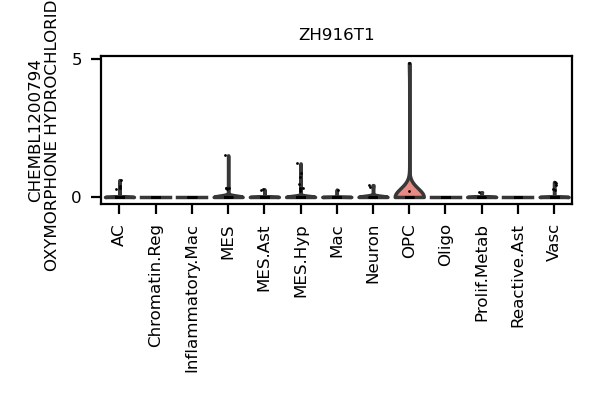 ZH916T1
CHEMBL1200794
OXYMORPHONE HYDROCHLORID
5
0
AC
Chromatin.Reg
Inflammatory.Mac
MES
MES.Ast
MES.Hyp
Mac
Neuron
OPC
Oligo
Prolif.Metab
Reactive.Ast
Vasc